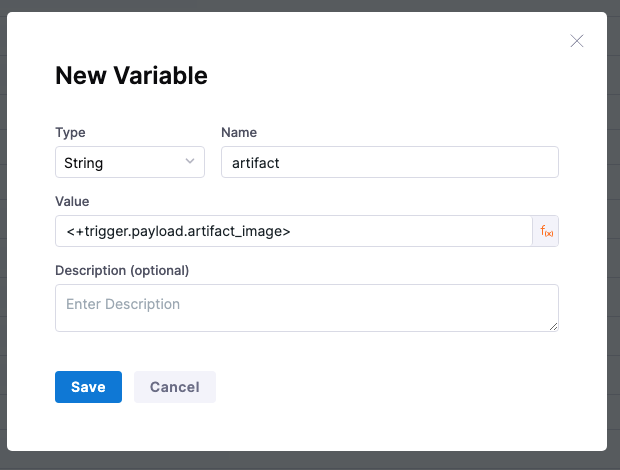 New Variable
Type
Name
String
artifact
Value
<+trigger.payload.artifact_image>
f(x)
Description (optional)
Enter Description
Save
Cancel